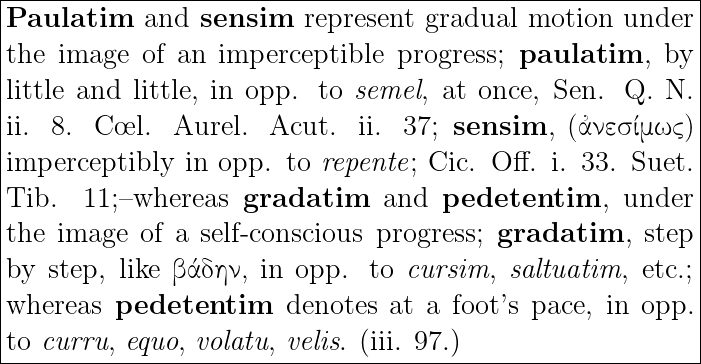 Paulatim and sensim represent gradual motion under
the image of an imperceptible progress; paulatim, by
little and little, in opp. to semel, at once, Sen. Q. N.
ii. 8. Cœl. Aurel. Acut. ii. 37; sensim, (ἀνεσίμως)
imperceptibly in opp. to repente; Cic. Off. i. 33. Suet.
Tib. 11;–whereas gradatim and pedetentim, under
the image of a self-conscious progress; gradatim, step
by step, like βάδην, in opp. to cursim, saltuatim, etc.;
whereas pedetentim denotes at a foot's pace, in opp.
to curru, equo, volatu, velis. (iii. 97.)